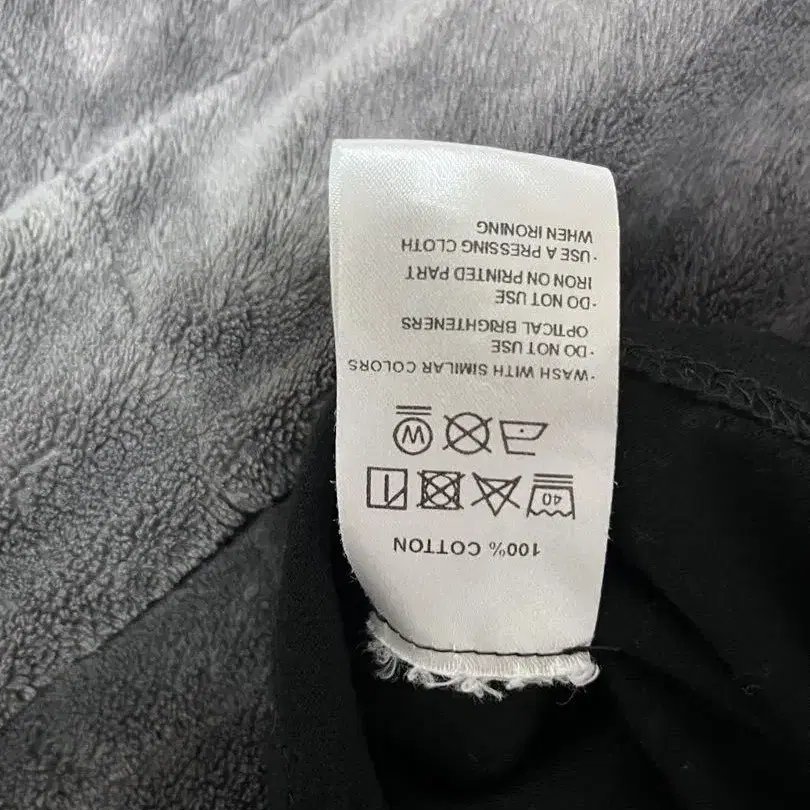 100% COTTON
40
W
· WASH WITH SIMILAR COLORS
· DO NOT USE
OPTICAL BRIGHTENERS
· DO NOT USE
IRON ON PRINTED PART
· USE A PRESSING CLOTH
WHEN IRONING